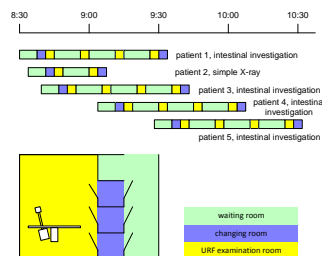 8:30 9:00 9:30 10:00 10:30
patient 1, intestinal investigation
patient 2, simple X-ray
patient 3, intestinal investigation
patient 4, intestinal
investigation
patient 5, intestinal investigation
waiting room
changing room
URF examination room